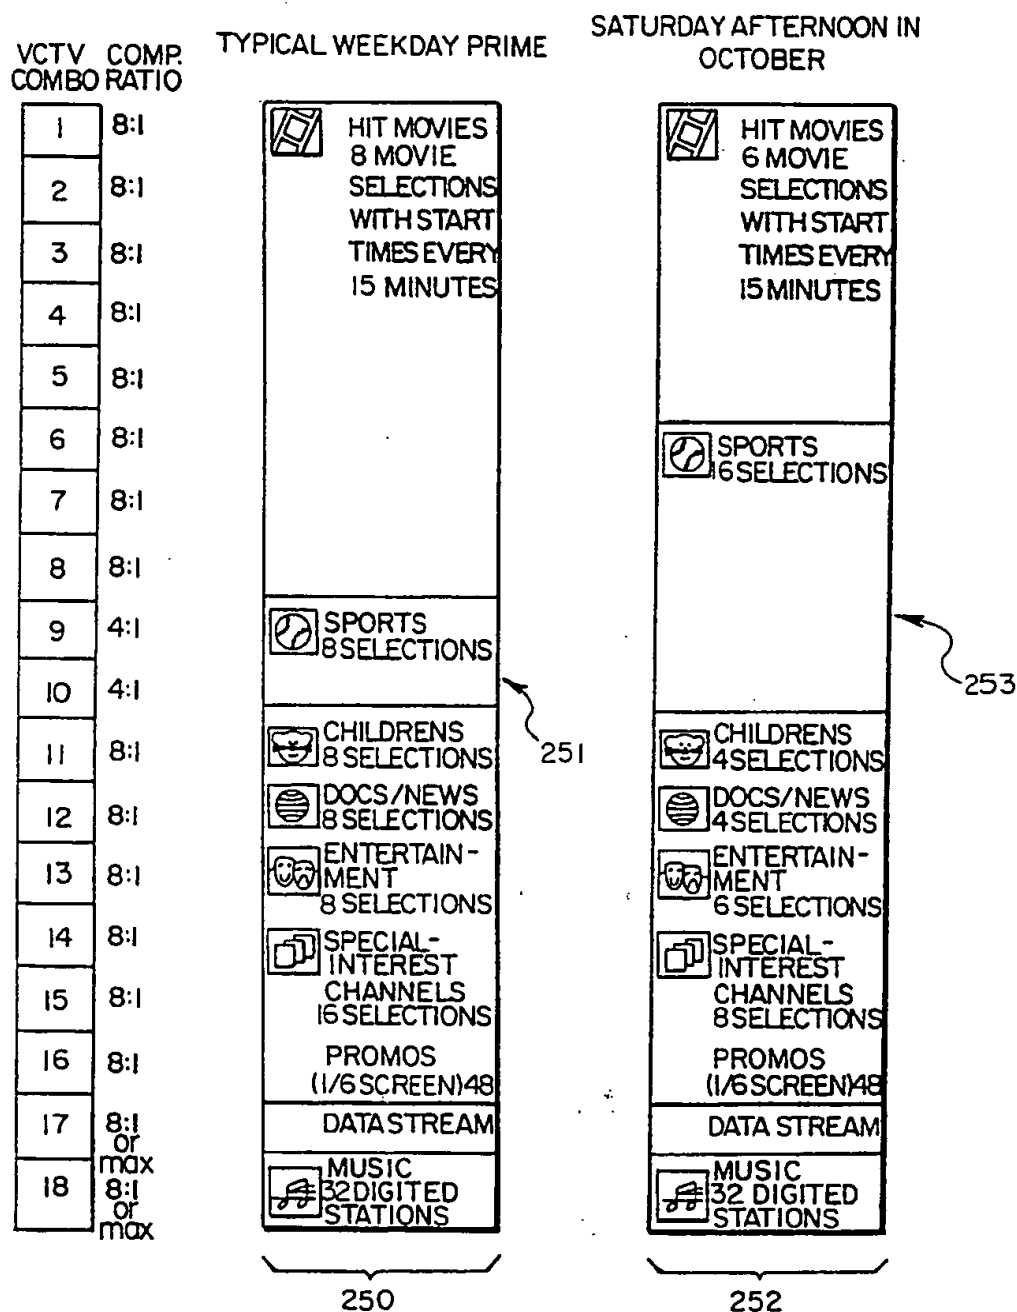 VCTV COMP.
COMBO RATIO
TYPICAL WEEKDAY PRIME
SATURDAY AFTERNOON IN
OCTOBER
1 8:1
2 8:1
3 8:1
4 8:1
5 8:1
6 8:1
7 8:1
8 8:1
9 4:1
10 4:1
11 8:1
12 8:1
13 8:1
14 8:1
15 8:1
16 8:1
17 8:1
or
max
18 8:1
or
max
HIT MOVIES
8 MOVIE
SELECTIONS
WITH START
TIMES EVERY
15 MINUTES
SPORTS
8 SELECTIONS
251
CHILDRENS
8 SELECTIONS
DOCS/NEWS
8 SELECTIONS
ENTERTAIN-
MENT
8 SELECTIONS
SPECIAL-
INTEREST
CHANNELS
16 SELECTIONS
PROMOS
(1/6 SCREEN) 48
DATA STREAM
MUSIC
32 DIGITED
STATIONS
250
HIT MOVIES
6 MOVIE
SELECTIONS
WITH START
TIMES EVERY
15 MINUTES
SPORTS
16 SELECTIONS
253
CHILDRENS
4 SELECTIONS
DOCS/NEWS
4 SELECTIONS
ENTERTAIN-
MENT
6 SELECTIONS
SPECIAL-
INTEREST
CHANNELS
8 SELECTIONS
PROMOS
(1/6 SCREEN) 48
DATA STREAM
MUSIC
32 DIGITED
STATIONS
252